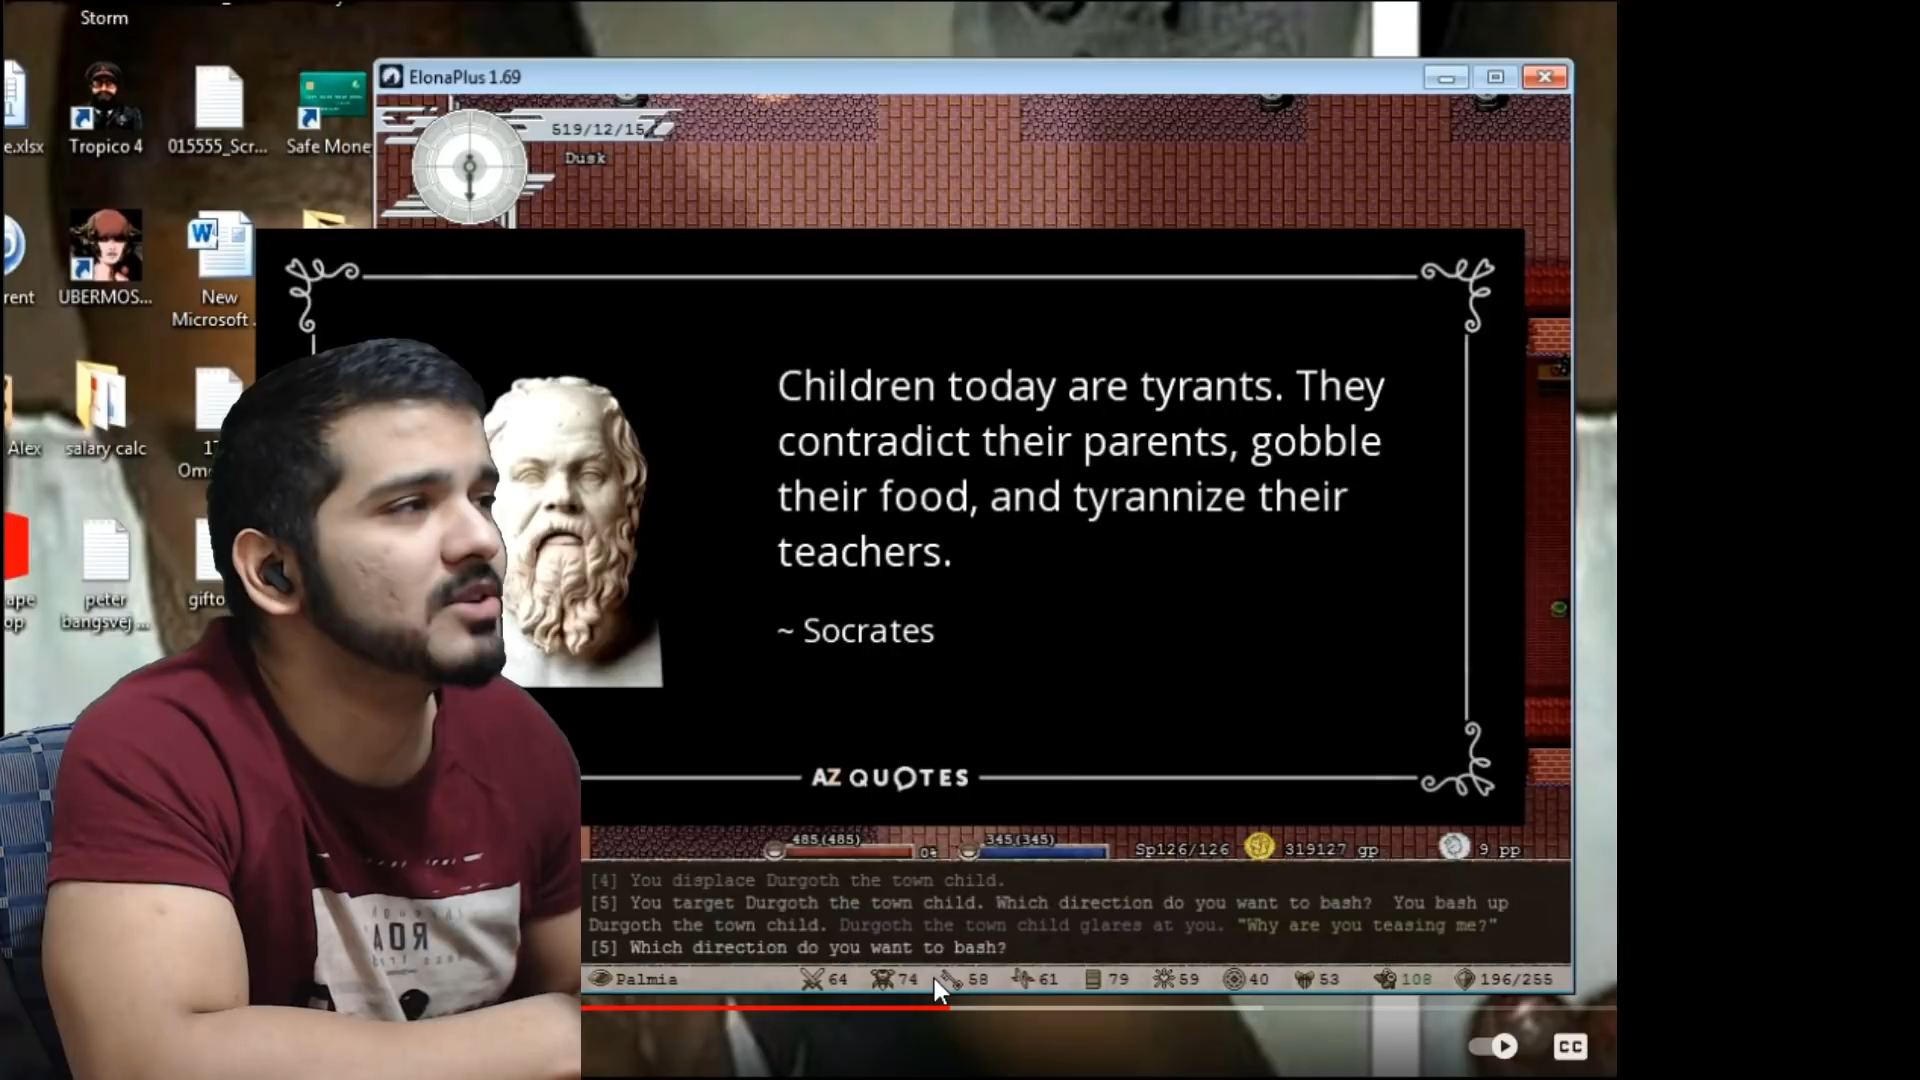 Storm
ElonaPlus 1.69
519/12/15
Dusk
e.xlsx
Tropico 4
015555_Scr...
Safe Mone
rent
UBERMOS...
New
Microsoft
Alex
salary calc
17
peter
bangsvej ...
gifto
ape
op
Children today are tyrants. They
contradict their parents, gobble
their food, and tyrannize their
teachers.
~ Socrates
AZ QUOTES
485(485)
345(345)
Sp126/126
319127 gp
9 pp
[4] You displace Durgoth the town child.
[5] You target Durgoth the town child. Which direction do you want to bash? You bash up
Durgoth the town child. Durgoth the town child glares at you. "Why are you teasing me?"
[5] Which direction do you want to bash?
Palmia 64 74 58 61 79 59 40 53 108 196/255
CC